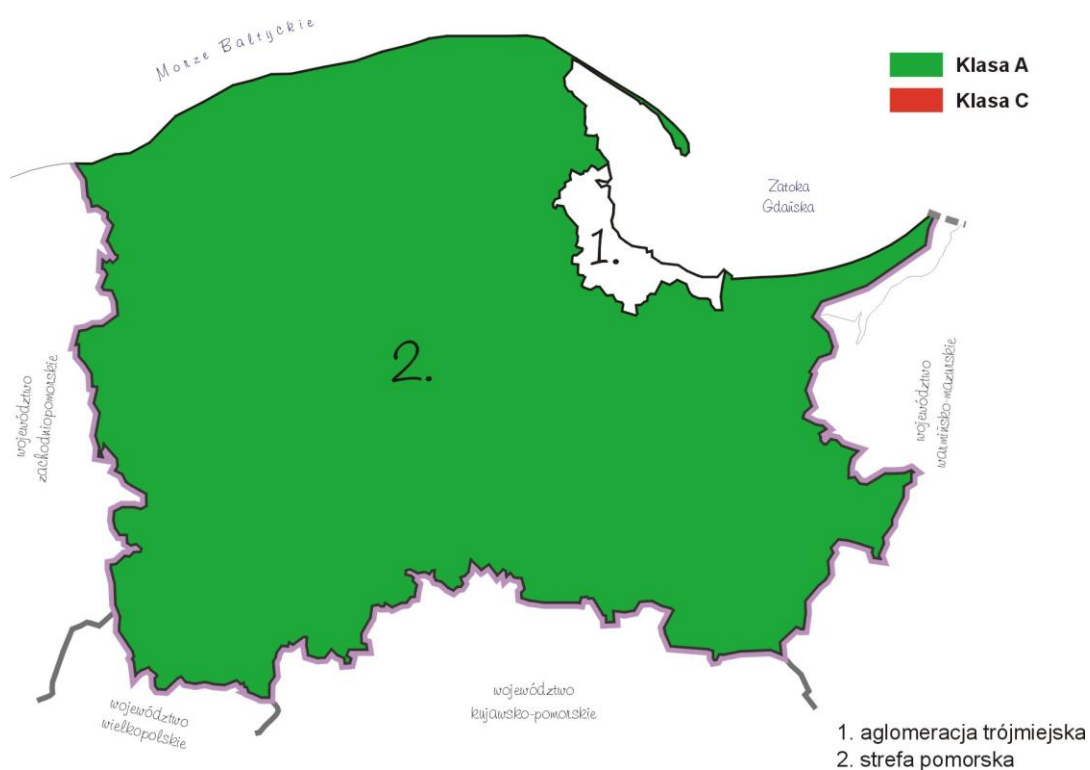 Morze Bałtyckie
Klasa A
Klasa C
Zatoka
Gdańska
1.
2.
województwo
zachodniopomorskie
województwo
warmińsko-mazurskie
województwo
wielkopolskie
województwo
kujawsko-pomorskie
1. aglomeracja trójmiejska
2. strefa pomorska